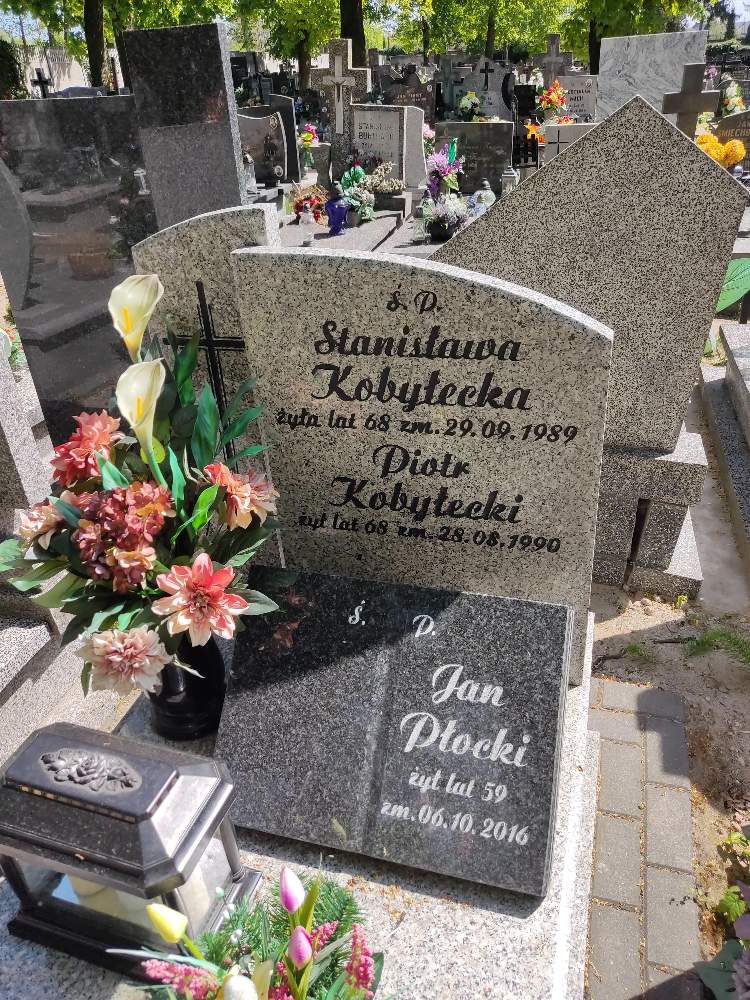 Ś. P.
Stanisława
Kobyłecka
żyła lat 68 zm. 29.09.1989
Piotr
Kobyłecki
żył lat 68 zm. 28.08.1990
Ś. P.
Jan
Płocki
żył lat 59
zm. 06.10.2016